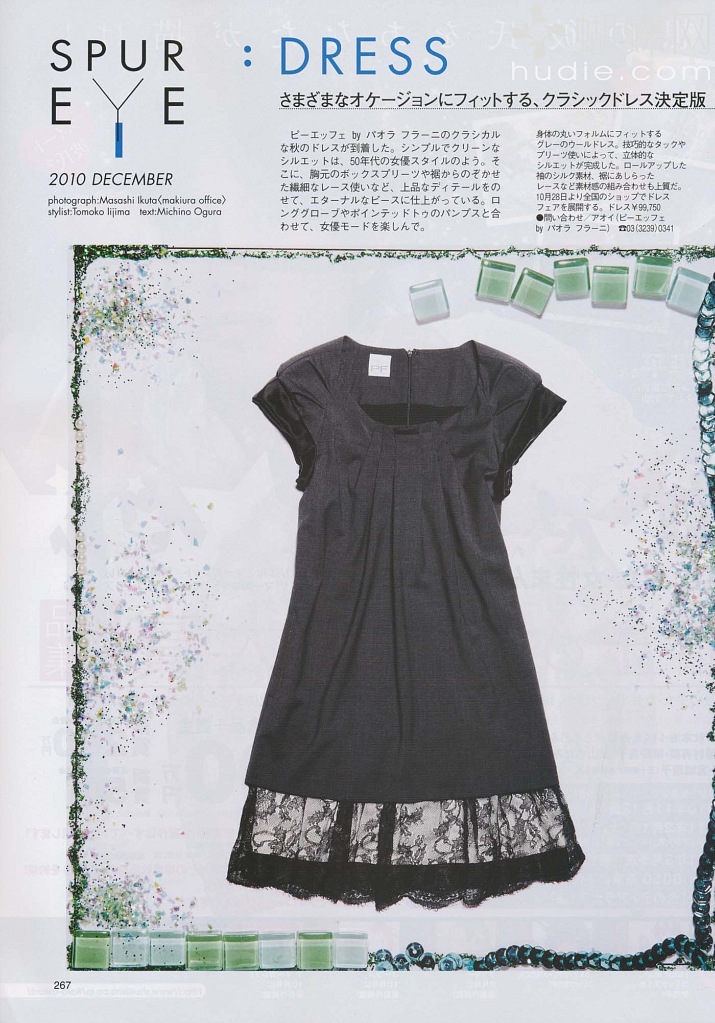 SPUR
EYE
: DRESS
hudie.com
さまざまなオケージョンにフィットする、クラシックドレス決定版
2010 DECEMBER
photograph:Masashi Ikuta〈makiura office〉
stylist:Tomoko Iijima text:Michino Ogura
ピーエッフェ by パオラ フラーニのクラシカル
な秋のドレスが到着した。シンプルでクリーンな
シルエットは、50年代の女優スタイルのよう。そ
こに、胸元のボックスプリーツや裾からのぞかせ
た繊細なレース使いなど、上品なディテールをの
せて、エターナルなピースに仕上がっている。ロ
ンググローブやポインテッドトゥのパンプスと合
わせて、女優モードを楽しんで。
身体の丸いフォルムにフィットする
グレーのウールドレス。技巧的なタックや
プリーツ使いによって、立体的な
シルエットが完成した。ロールアップした
袖のシルク素材、裾にあしらった
レースなど素材感の組み合わせも上質だ。
10月28日より全国のショップでドレス
フェアを展開する。ドレス¥99,750
●問い合わせ／アオイ(ピーエッフェ
by パオラ フラーニ) ☎03(3239)0341
PF
267